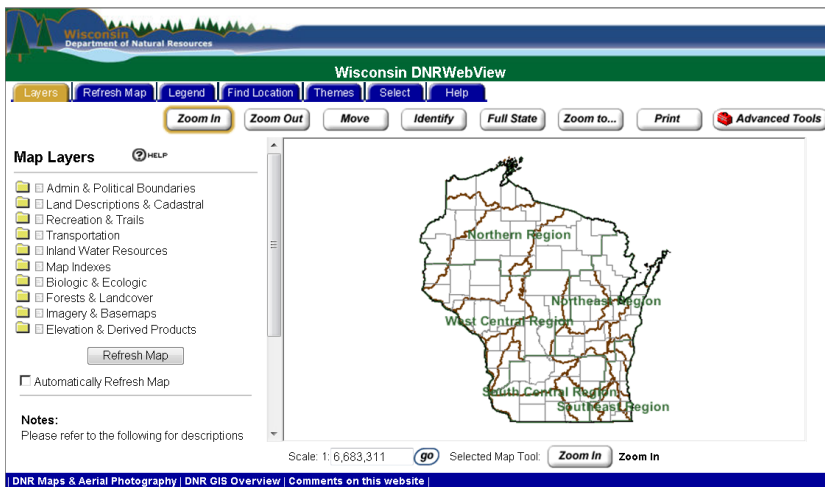 Wisconsin
Department of Natural Resources
Wisconsin DNRWebView
Layers Refresh Map Legend Find Location Themes Select Help
Zoom In Zoom Out Move Identify Full State Zoom to... Print Advanced Tools
Map Layers ? HELP
Admin & Political Boundaries
Land Descriptions & Cadastral
Recreation & Trails
Transportation
Inland Water Resources
Map Indexes
Biologic & Ecologic
Forests & Landcover
Imagery & Basemaps
Elevation & Derived Products
Refresh Map
Automatically Refresh Map
Notes:
Please refer to the following for descriptions
Northern Region
Northeast Region
West Central Region
South Central Region
Southeast Region
Scale: 1: 6,683,311 go Selected Map Tool: Zoom In Zoom In
| DNR Maps & Aerial Photography | DNR GIS Overview | Comments on this website |